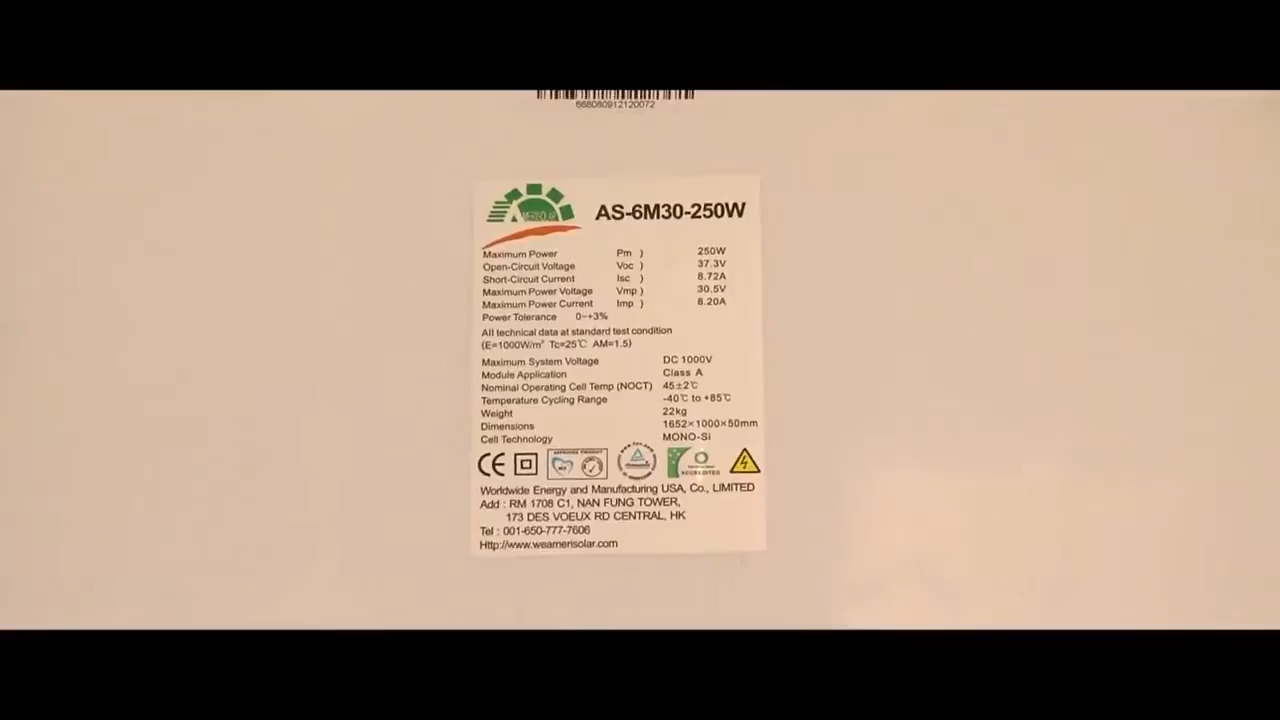 668080912120072
AMERISOLAR
AS-6M30-250W
Maximum Power Pm ) 250W
Open-Circuit Voltage Voc ) 37.3V
Short-Circuit Current Isc ) 8.72A
Maximum Power Voltage Vmp ) 30.5V
Maximum Power Current Imp ) 8.20A
Power Tolerance 0~+3%
All technical data at standard test condition
(E=1000W/m² Tc=25℃ AM=1.5)
Maximum System Voltage DC 1000V
Module Application Class A
Nominal Operating Cell Temp (NOCT) 45±2℃
Temperature Cycling Range -40℃ to +85℃
Weight 22kg
Dimensions 1652×1000×50mm
Cell Technology MONO-Si
CE
APPROVED PRODUCT
ACCREDITED
Worldwide Energy and Manufacturing USA, Co., LIMITED
Add : RM 1708 C1, NAN FUNG TOWER,
173 DES VOEUX RD CENTRAL, HK
Tel : 001-650-777-7606
Http://www.weamerisolar.com